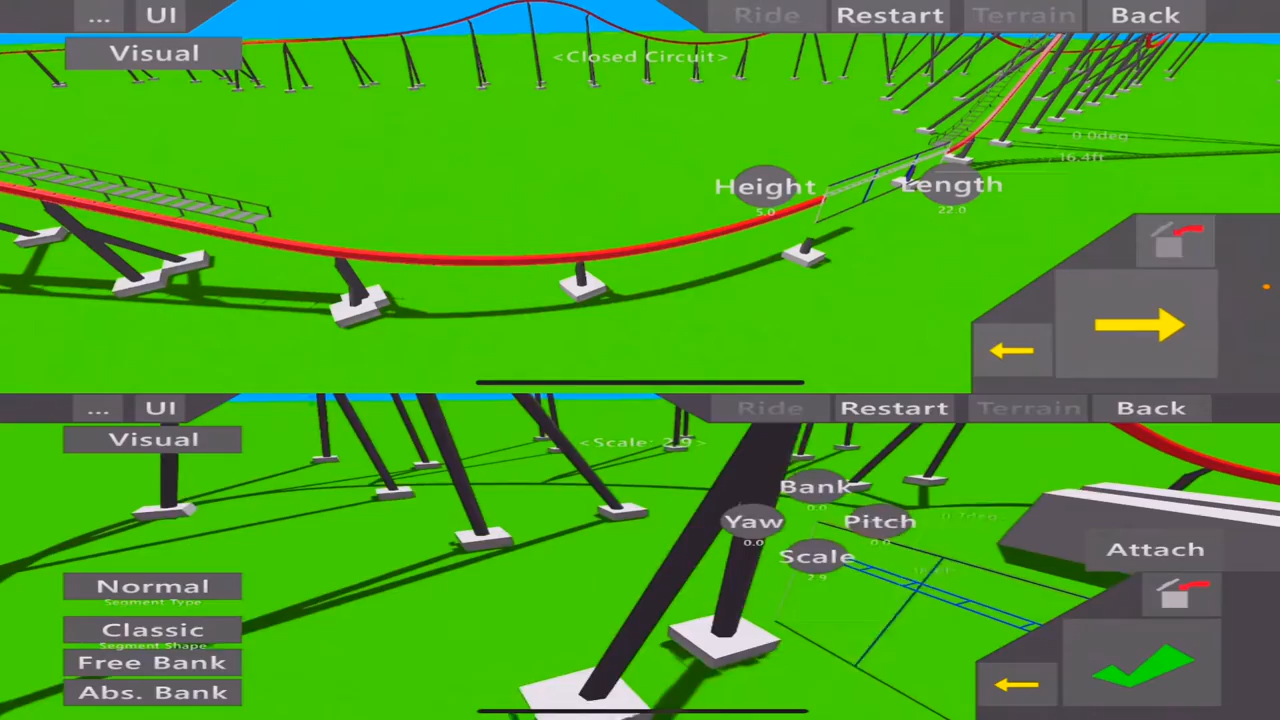 ... UI Ride Restart Terrain Back
Visual
<Closed Circuit>
0.0deg
16.4ft
Height Length
5.0 22.0
... UI Ride Restart Terrain Back
Visual
<Scale: 2.9>
Bank
0.0
Yaw Pitch
0.0 0.0
0.7deg
Scale
2.9
Attach
Normal
Segment Type
Classic
Segment Shape
Free Bank
Abs. Bank